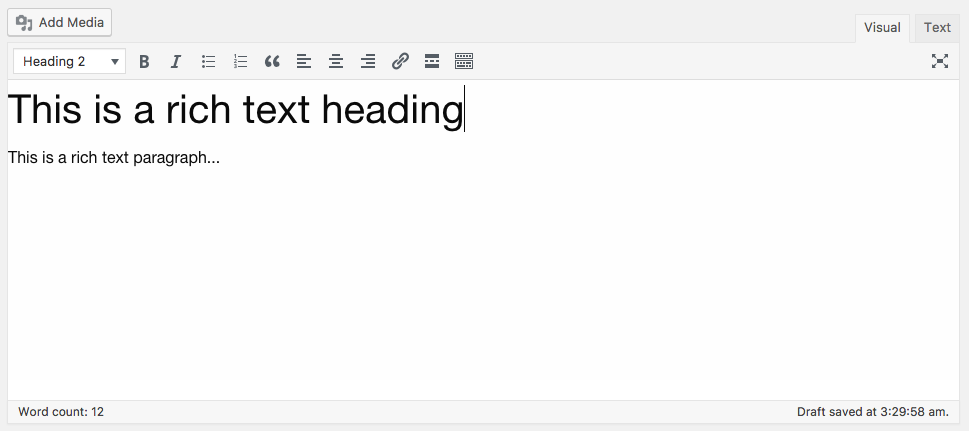 Add Media
Visual Text
Heading 2 B I
This is a rich text heading
This is a rich text paragraph...
Word count: 12 Draft saved at 3:29:58 am.